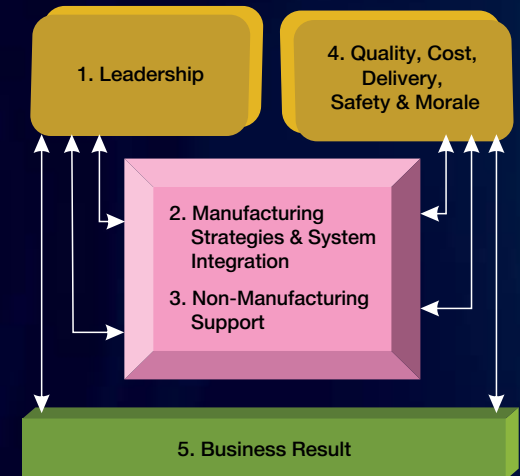 1. Leadership
4. Quality, Cost,
Delivery,
Safety & Morale
2. Manufacturing
Strategies & System
Integration
3. Non-Manufacturing
Support
5. Business Result